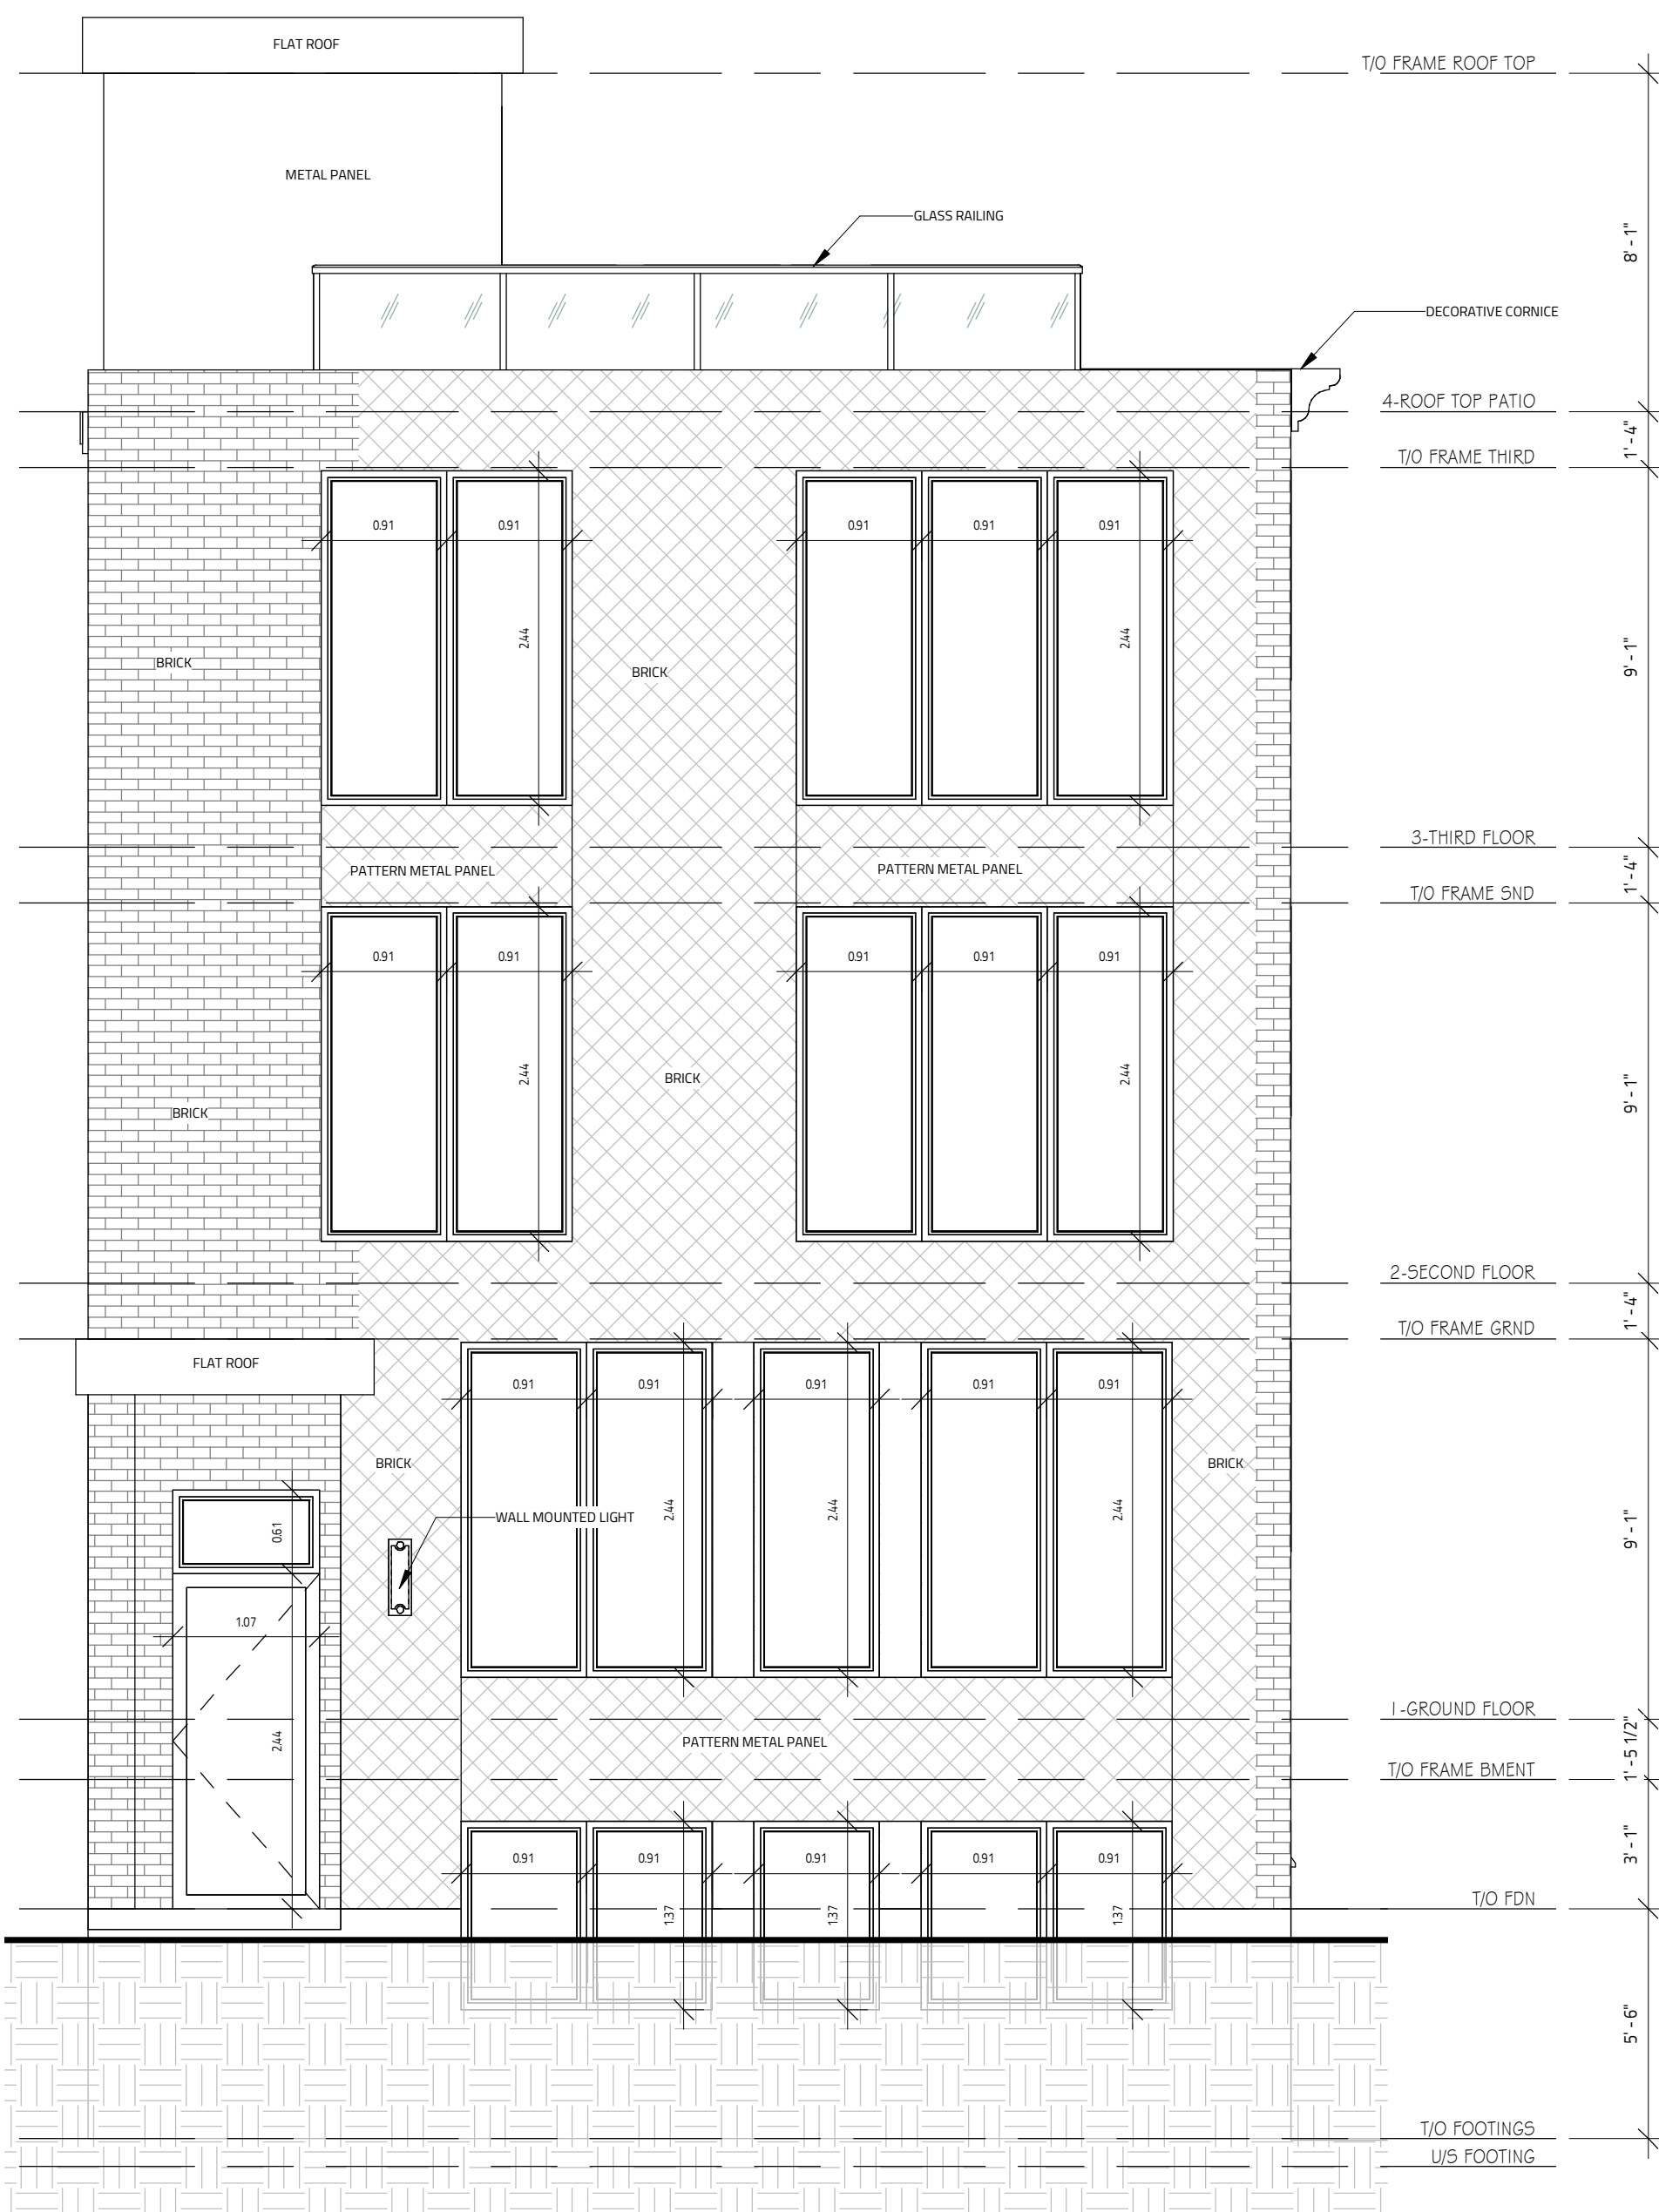 FLAT ROOF
T/O FRAME ROOF TOP
METAL PANEL
GLASS RAILING
8' - 1"
DECORATIVE CORNICE
4-ROOF TOP PATIO
1' - 4"
T/O FRAME THIRD
0.91 0.91 0.91 0.91 0.91
2.44 2.44
9' - 1"
BRICK BRICK
3-THIRD FLOOR
PATTERN METAL PANEL PATTERN METAL PANEL
1' - 4"
T/O FRAME SND
0.91 0.91 0.91 0.91 0.91
2.44 2.44
BRICK
9' - 1"
BRICK
2-SECOND FLOOR
1' - 4"
T/O FRAME GRND
FLAT ROOF
0.91 0.91 0.91 0.91 0.91
BRICK BRICK
2.44 2.44 2.44
WALL MOUNTED LIGHT
9' - 1"
0.61
1.07
1-GROUND FLOOR
2.44
PATTERN METAL PANEL
1' - 5 1/2"
T/O FRAME BMENT
0.91 0.91 0.91 0.91 0.91
3' - 1"
T/O FDN
1.37 1.37 1.37
5' - 6"
T/O FOOTINGS
U/S FOOTING